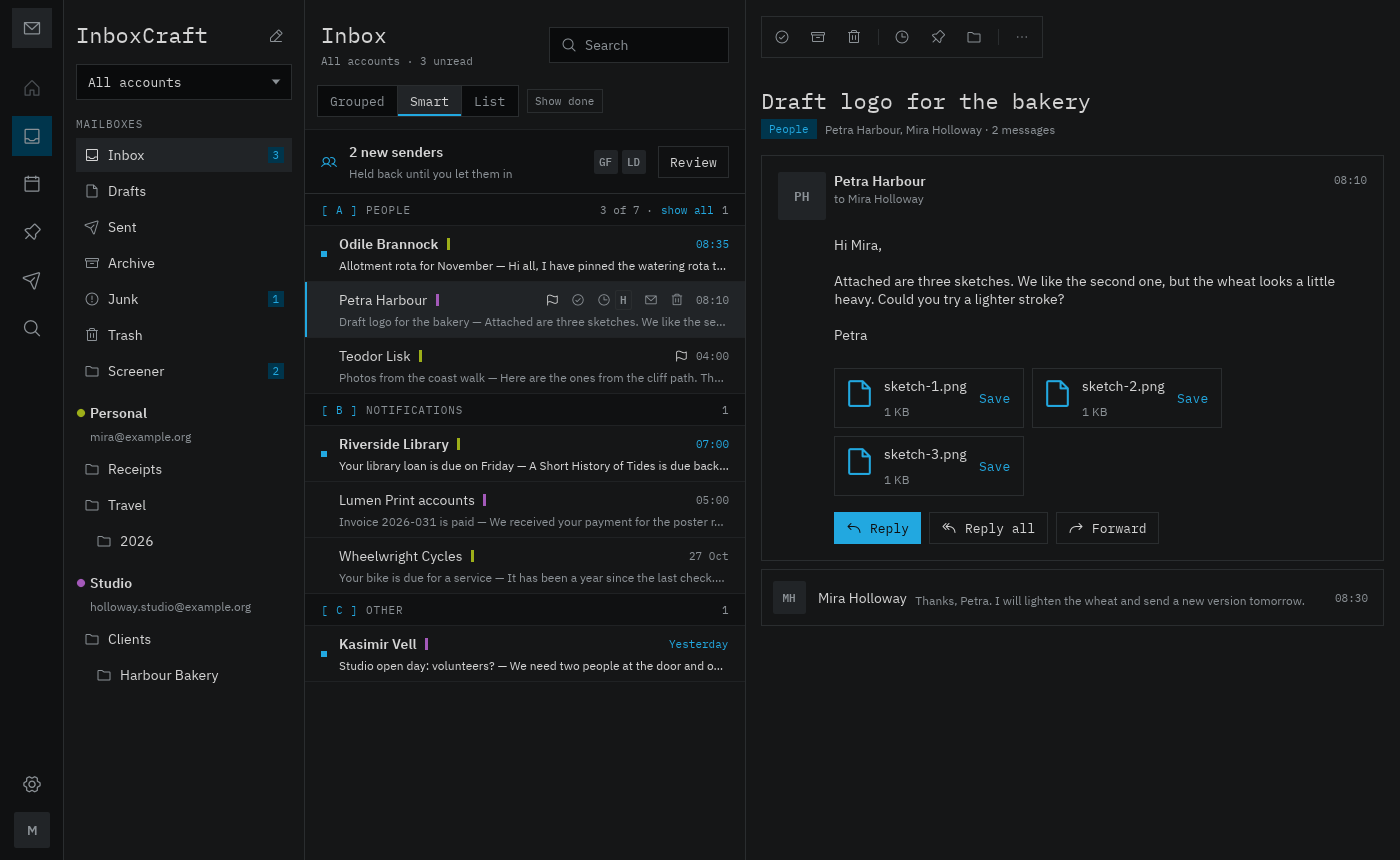 InboxCraft
All accounts
MAILBOXES
Inbox 3
Drafts
Sent
Archive
Junk 1
Trash
Screener 2
Personal
mira@example.org
Receipts
Travel
2026
Studio
holloway.studio@example.org
Clients
Harbour Bakery
M
Inbox
All accounts · 3 unread
Search
Grouped Smart List Show done
2 new senders
Held back until you let them in
GF LD Review
[ A ] PEOPLE 3 of 7 · show all 1
Odile Brannock 08:35
Allotment rota for November — Hi all, I have pinned the watering rota t…
Petra Harbour H 08:10
Draft logo for the bakery — Attached are three sketches. We like the se…
Teodor Lisk 04:00
Photos from the coast walk — Here are the ones from the cliff path. Th…
[ B ] NOTIFICATIONS 1
Riverside Library 07:00
Your library loan is due on Friday — A Short History of Tides is due back…
Lumen Print accounts 05:00
Invoice 2026-031 is paid — We received your payment for the poster r…
Wheelwright Cycles 27 Oct
Your bike is due for a service — It has been a year since the last check.…
[ C ] OTHER 1
Kasimir Vell Yesterday
Studio open day: volunteers? — We need two people at the door and o…
Draft logo for the bakery
People Petra Harbour, Mira Holloway · 2 messages
PH Petra Harbour 08:10
to Mira Holloway
Hi Mira,
Attached are three sketches. We like the second one, but the wheat looks a little
heavy. Could you try a lighter stroke?
Petra
sketch-1.png 1 KB Save
sketch-2.png 1 KB Save
sketch-3.png 1 KB Save
Reply Reply all Forward
MH Mira Holloway Thanks, Petra. I will lighten the wheat and send a new version tomorrow. 08:30